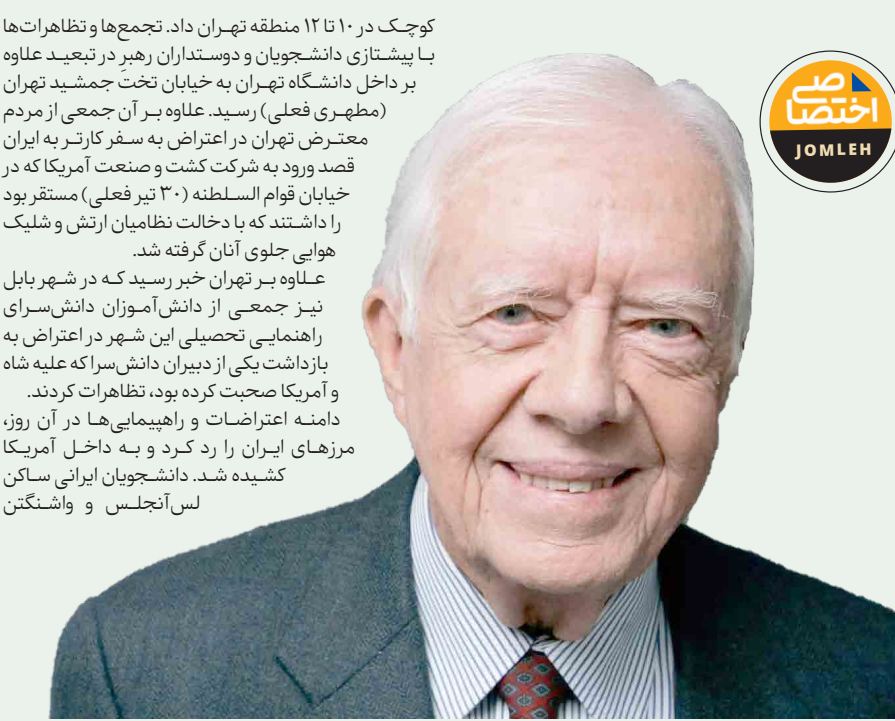 کوچک در ۱۰ تا ۱۲ منطقه تهران داد. تجمع‌ها و تظاهرات‌ها
با پیشتازی دانشجویان و دوستداران رهبرِ در تبعید علاوه
بر داخل دانشگاه تهران به خیابان تخت جمشید تهران
(مطهری فعلی) رسید. علاوه بر آن جمعی از مردم
معترض تهران در اعتراض به سفر کارتر به ایران
قصد ورود به شرکت کشت و صنعت آمریکا که در
خیابان قوام السلطنه (۳۰ تیر فعلی) مستقر بود
را داشتند که با دخالت نظامیان ارتش و شلیک
هوایی جلوی آنان گرفته شد.
علاوه بر تهران خبر رسید که در شهر بابل
نیز جمعی از دانش‌آموزان دانش‌سرای
راهنمایی تحصیلی این شهر در اعتراض به
بازداشت یکی از دبیران دانش‌سرا که علیه شاه
و آمریکا صحبت کرده بود، تظاهرات کردند.
دامنه اعتراضات و راهپیمایی‌ها در آن روز،
مرزهای ایران را رد کرد و به داخل آمریکا
کشیده شد. دانشجویان ایرانی ساکن
لس‌آنجلس و واشنگتن
اختصاصی
JOMLEH